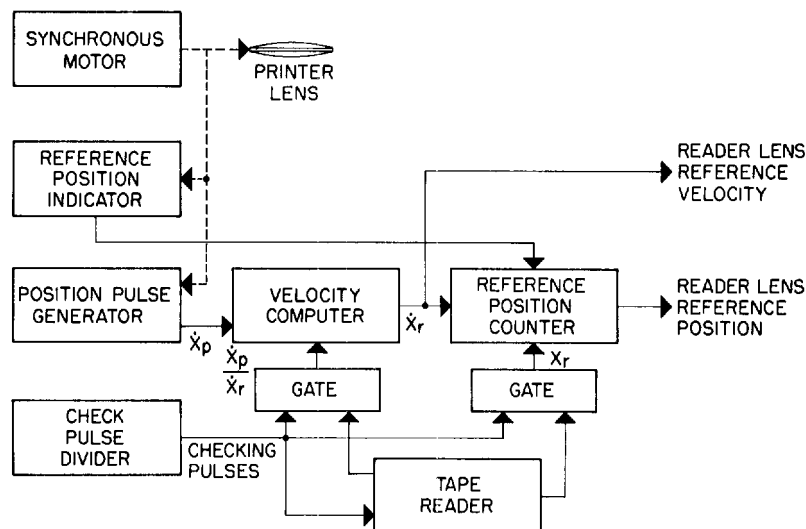 SYNCHRONOUS
MOTOR
PRINTER
LENS
REFERENCE
POSITION
INDICATOR
READER LENS
REFERENCE
VELOCITY
POSITION PULSE
GENERATOR
Ẋp
VELOCITY
COMPUTER
Ẋr
REFERENCE
POSITION
COUNTER
READER LENS
REFERENCE
POSITION
Ẋp
Ẋr
GATE
Xr
GATE
CHECK
PULSE
DIVIDER
CHECKING
PULSES
TAPE
READER